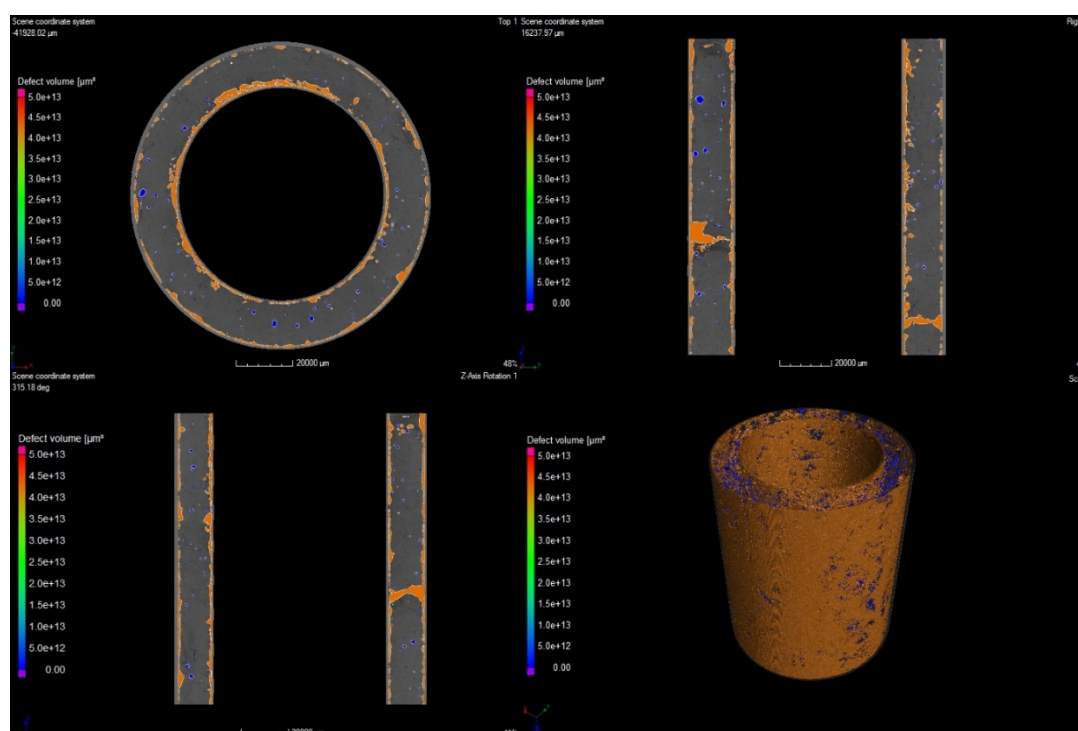 Scene coordinate system
-41928.02 µm
Top 1
Defect volume [µm³
5.0e+13
4.5e+13
4.0e+13
3.5e+13
3.0e+13
2.5e+13
2.0e+13
1.5e+13
1.0e+13
5.0e+12
0.00
20000 µm
48%
Scene coordinate system
16237.97 µm
Rig
Defect volume [µm³
5.0e+13
4.5e+13
4.0e+13
3.5e+13
3.0e+13
2.5e+13
2.0e+13
1.5e+13
1.0e+13
5.0e+12
0.00
20000 µm
Scene coordinate system
315.18 deg
Z-Axis Rotation 1
Defect volume [µm³
5.0e+13
4.5e+13
4.0e+13
3.5e+13
3.0e+13
2.5e+13
2.0e+13
1.5e+13
1.0e+13
5.0e+12
0.00
20000 µm
Sc
Defect volume [µm³
5.0e+13
4.5e+13
4.0e+13
3.5e+13
3.0e+13
2.5e+13
2.0e+13
1.5e+13
1.0e+13
5.0e+12
0.00